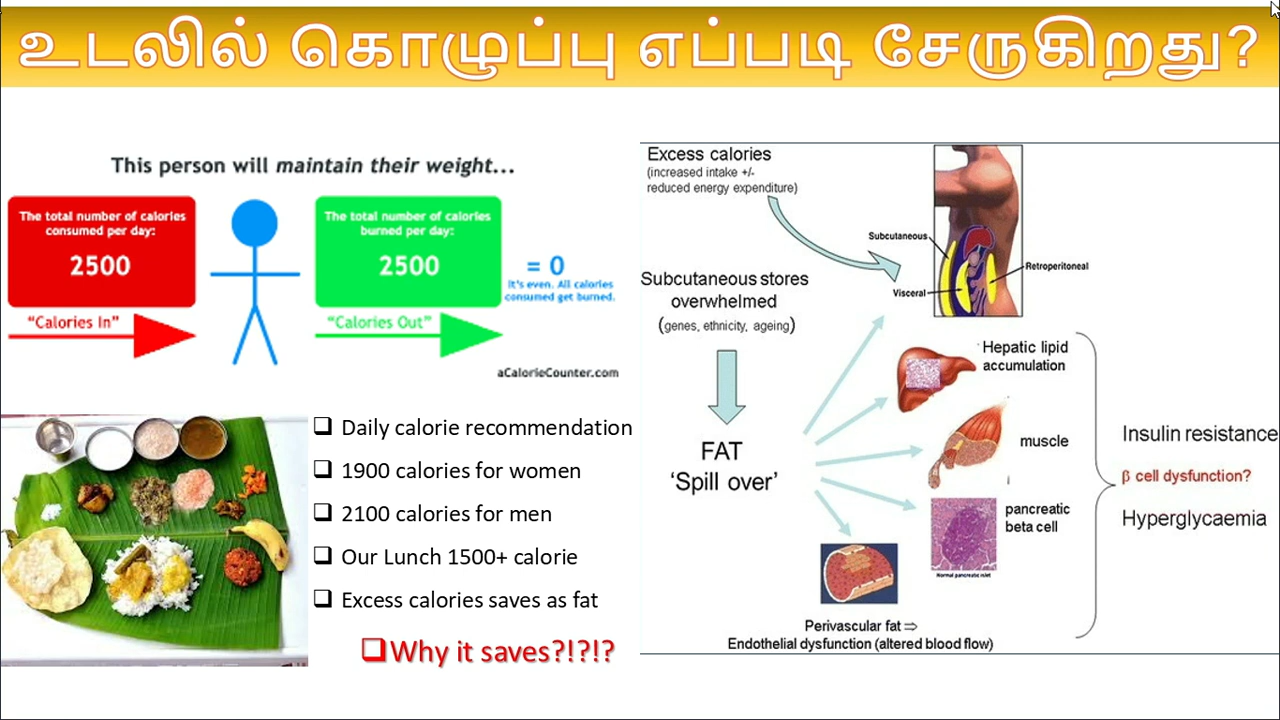 உடலில் கொழுப்பு எப்படி சேருகிறது?
This person will maintain their weight...
The total number of calories
consumed per day:
2500
"Calories In"
The total number of calories
burned per day:
2500
"Calories Out"
= 0
It's even. All calories
consumed get burned.
aCalorieCounter.com
Daily calorie recommendation
1900 calories for women
2100 calories for men
Our Lunch 1500+ calorie
Excess calories saves as fat
Why it saves?!?!?
Excess calories
(increased intake +/-
reduced energy expenditure)
Subcutaneous
Retroperitoneal
Visceral
Subcutaneous stores
overwhelmed
(genes, ethnicity, ageing)
FAT
'Spill over'
Hepatic lipid
accumulation
muscle
pancreatic
beta cell
Normal pancreatic islet
Perivascular fat ⇒
Endothelial dysfunction (altered blood flow)
Insulin resistance
β cell dysfunction?
Hyperglycaemia